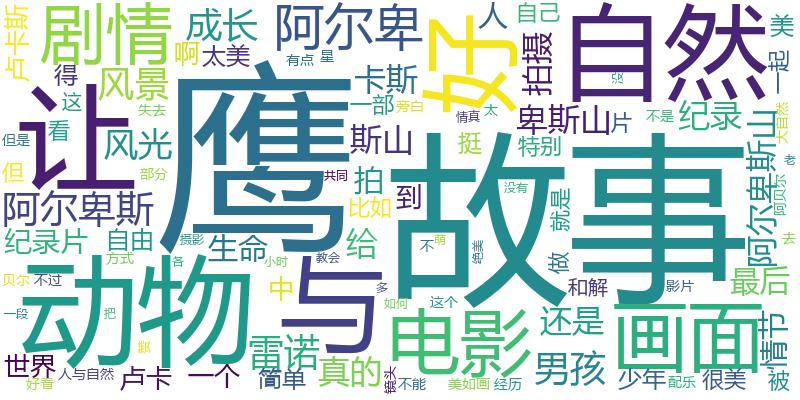 卢卡斯
剧情
成长
阿尔卑
好
人
自己
自然
美
啊
太美
有点
星
拍摄
没
一起
得
风景
鹰
卡斯
让
这
失去
一部
旁白
情真
太
卑斯山
片
不是
纪录
大自然
但是
看
风光
斯山
挺
特别
故事
阿尔卑斯山
但
部分
共同
拍
到
没有
老
阿尔卑斯
比如
就是
阿贝尔
纪录片
自由
摄影
生命
给
不
萌
绝美
做
去
贝尔
不过
方式
各
小时
教会
与
中
多
和解
影片
最后
动物
如何
这个
一段
把
电影
还是
画面
情节
世界
雷诺
真的
镜头
男孩
被
好看
人与自然
卢卡
一个
简单
不能
美如画
经历
少年
配乐
很美